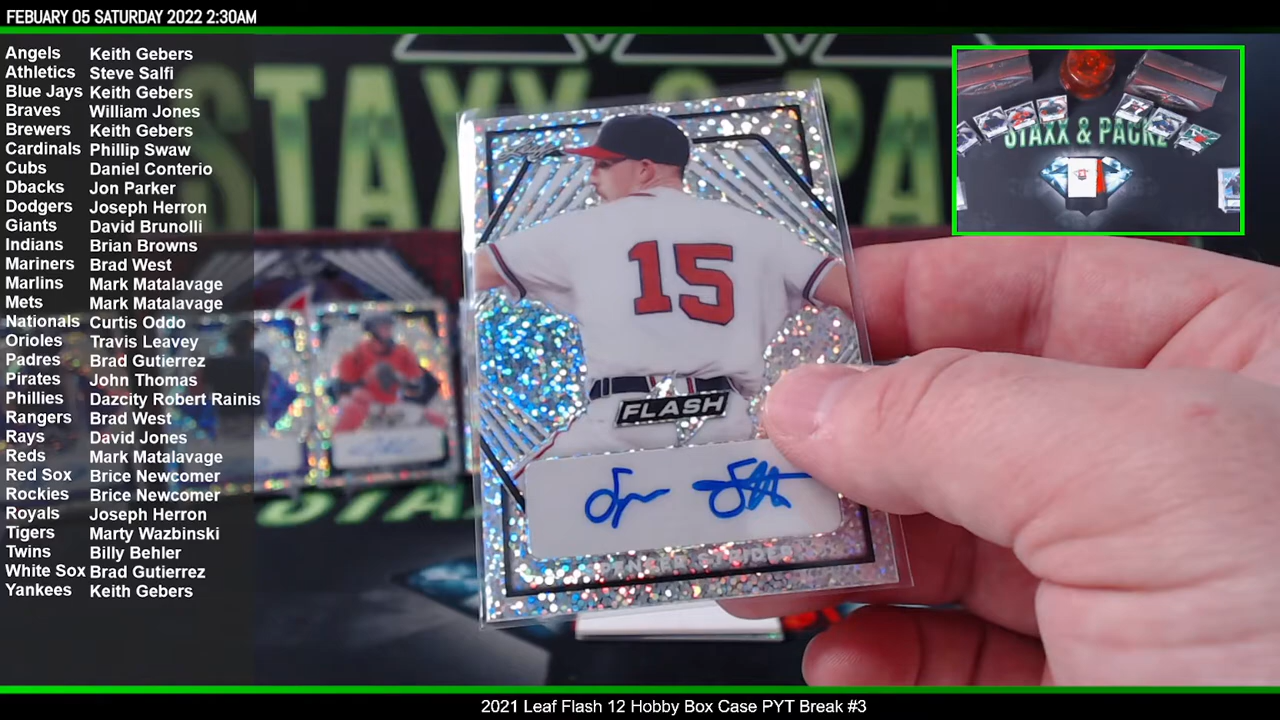 FEBUARY 05 SATURDAY 2022 2:30AM
Angels Keith Gebers
Athletics Steve Salfi
Blue Jays Keith Gebers
Braves William Jones
Brewers Keith Gebers
Cardinals Phillip Swaw
Cubs Daniel Conterio
Dbacks Jon Parker
Dodgers Joseph Herron
Giants David Brunolli
Indians Brian Browns
Mariners Brad West
Marlins Mark Matalavage
Mets Mark Matalavage
Nationals Curtis Oddo
Orioles Travis Leavey
Padres Brad Gutierrez
Pirates John Thomas
Phillies Dazcity Robert Rainis
Rangers Brad West
Rays David Jones
Reds Mark Matalavage
Red Sox Brice Newcomer
Rockies Brice Newcomer
Royals Joseph Herron
Tigers Marty Wazbinski
Twins Billy Behler
White Sox Brad Gutierrez
Yankees Keith Gebers
STAXX & PA
15
FLASH
SPENCER STRIDER
STAXX & PACKZ
2021 Leaf Flash 12 Hobby Box Case PYT Break #3